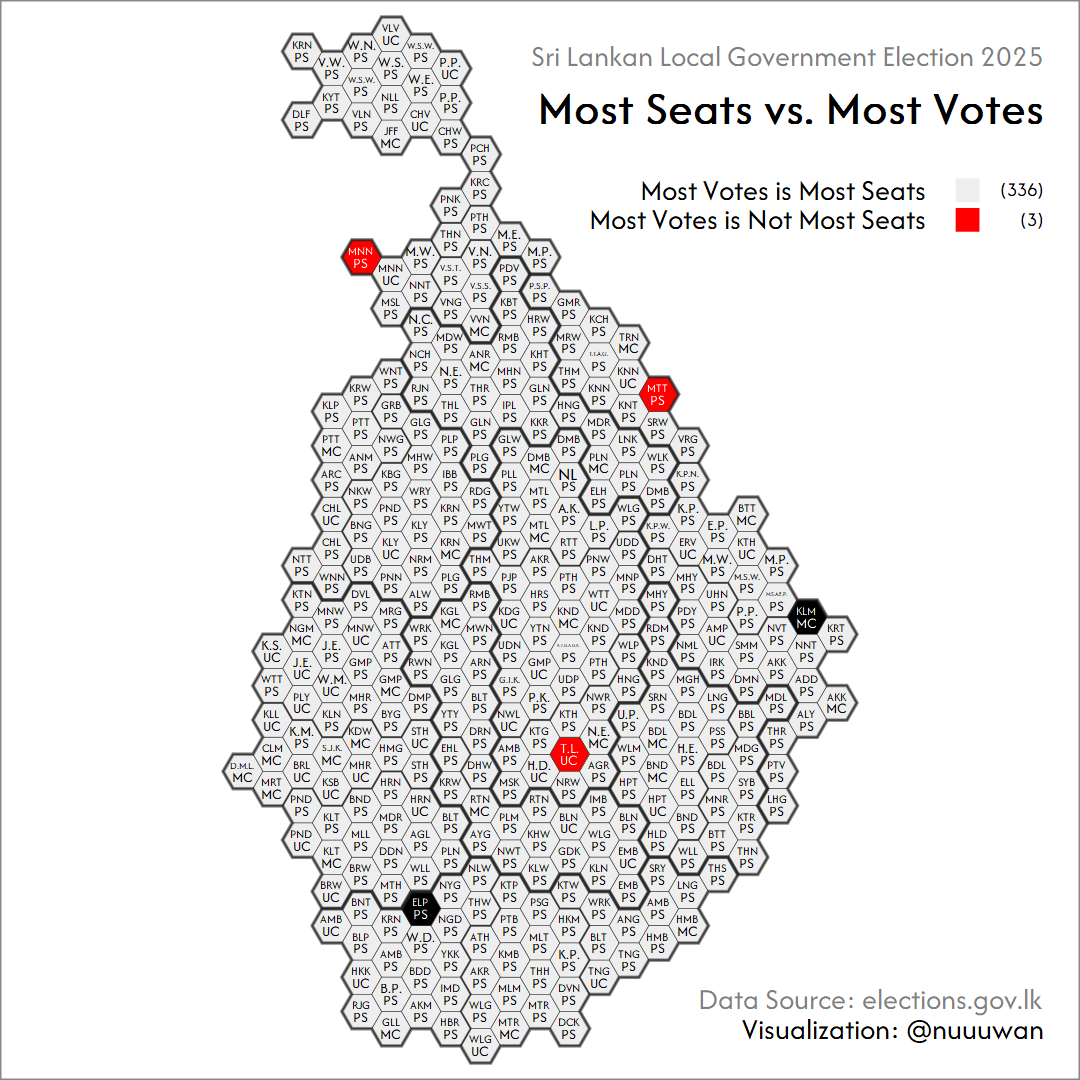 Sri Lankan Local Government Election 2025
Most Seats vs. Most Votes
Most Votes is Most Seats (336)
Most Votes is Not Most Seats (3)
VLV UC
KRN PS W.N. PS W.S.W. PS
V.W. PS W.S. PS P.P. UC
W.S.W. PS W.E. PS
KYT PS NLL PS P.P. PS
DLF PS VLN PS CHV UC
JFF MC CHW PS
PCH PS
KRC PS
PNK PS
PTH PS
THN PS M.E. PS
MNN PS M.W. PS V.N. PS M.P. PS
MNN UC V.S.T. PS PDV PS
NNT PS V.S.S. PS P.S.P. PS
MSL PS VNG PS KBT PS GMR PS
N.C. PS VVN MC HRW PS KCH PS
MDW PS RMB PS MRW PS TRN MC
NCH PS ANR MC KHT PS T.T.A.G. PS
WNT PS N.E. PS MHN PS THM PS KNN UC
KRW PS RJN PS THR PS GLN PS KNN PS MTT PS
KLP PS GRB PS THL PS IPL PS HNG PS KNT PS
PTT PS GLG PS GLN PS KKR PS MDR PS SRW PS
PTT MC NWG PS PLP PS GLW PS DMB PS LNK PS VRG PS
ANM PS MHW PS PLG PS DMB MC PLN MC WLK PS
ARC PS KBG PS IBB PS PLL PS NL PS PLN PS K.P.N. PS
NKW PS WRY PS RDG PS MTL PS ELH PS DMB PS
CHL UC PND PS KRN PS YTW PS A.K. PS WLG PS K.P. PS BTT MC
BNG PS KLY PS MWT PS MTL MC L.P. PS K.P.W. PS E.P. PS
CHL PS KLY UC KRN MC UKW PS RTT PS UDD PS ERV UC KTH UC
NTT PS UDB PS NRM PS THM PS AKR PS PNW PS DHT PS M.W. PS M.P. PS
WNN PS PNN PS PLG PS PJP PS PTH PS MNP PS MHY PS M.S.W. PS
KTN PS DVL PS ALW PS RMB PS HRS PS WTT UC MHY PS UHN PS M.S.&E.P. PS
MNW PS MRG PS KGL MC KDG UC KND MC MDD PS PDY PS P.P. PS KLM MC
NGM MC MNW UC WRK PS MWN PS YTN PS KND PS RDM PS AMP UC NVT PS KRT PS
K.S. UC J.E. PS ATT PS KGL PS UDN PS PS WLP PS NML PS SMM PS NNT PS
J.E. UC GMP PS RWN PS ARN PS GMP UC PTH PS KND PS IRK PS AKK PS
WTT PS W.M. UC GMP MC GLG PS G.I.K. PS UDP PS HNG PS MGH PS DMN PS ADD PS
PLY UC MHR PS DMP PS BLT PS P.K. PS NWR PS SRN PS LNG PS MDL PS AKK MC
KLL UC KLN PS BYG PS YTY PS NWL UC KTH PS U.P. PS BDL PS BBL PS ALY PS
K.M. PS KDW MC STH UC DRN PS KTG PS N.E. MC BDL MC PSS PS THR PS
CLM MC S.J.K. MC HMG PS EHL PS AMB PS T.L. UC WLM PS H.E. PS MDG PS
D.M.L. MC BRL UC MHR UC STH PS DHW PS H.D. UC AGR PS BND MC BDL PS PTV PS
MRT MC KSB UC HRN PS KRW PS MSK PS NRW PS HPT PS ELL PS SYB PS
PND PS BND PS HRN UC RTN MC RTN PS IMB PS HPT UC MNR PS LHG PS
KLT PS MDR PS BLT PS PLM PS BLN UC BLN PS BND PS KTR PS
PND UC MLL PS AGL PS AYG PS KHW PS WLG PS HLD PS BTT PS
KLT MC DDN PS PLN PS NWT PS GDK PS EMB UC WLL PS THN PS
BRW PS WLL PS NLW PS KLW PS KLN PS SRY PS THS PS
BRW UC MTH PS NYG PS KTP PS KTW PS EMB PS LNG PS
BNT PS ELP PS THW PS PSG PS WRK PS AMB PS
AMB UC KRN PS NGD PS PTB PS HKM PS ANG PS HMB MC
BLP PS W.D. PS ATH PS MLT PS BLT PS HMB PS
AMB PS YKK PS KMB PS K.P. PS TNG PS
HKK UC BDD PS AKR PS THH PS TNG UC
B.P. PS IMD PS MLM PS DVN PS
RJG PS AKM PS WLG PS MTR PS
GLL MC HBR PS MTR MC DCK PS
WLG UC
Data Source: elections.gov.lk
Visualization: @nuuuwan